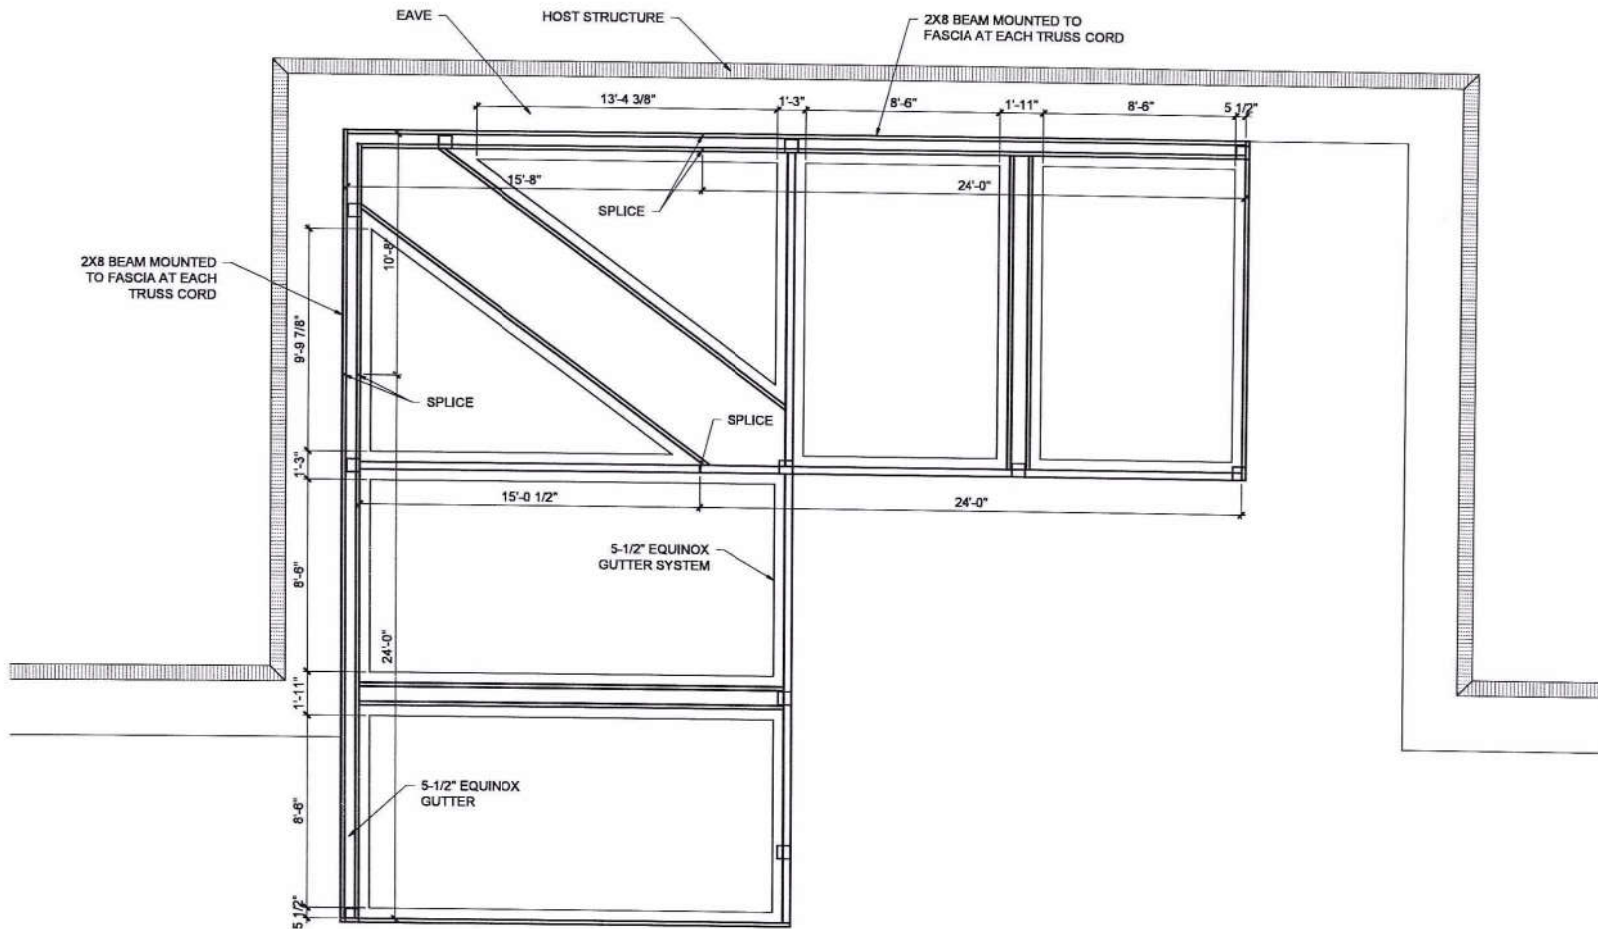 EAVE
HOST STRUCTURE
2X8 BEAM MOUNTED TO
FASCIA AT EACH TRUSS CORD
13'-4 3/8"
1'-3"
8'-6"
1'-11"
8'-6"
5 1/2"
15'-8"
24'-0"
SPLICE
10'-8"
2X8 BEAM MOUNTED
TO FASCIA AT EACH
TRUSS CORD
9'-9 7/8"
SPLICE
SPLICE
1'-3"
15'-0 1/2"
24'-0"
5-1/2" EQUINOX
GUTTER SYSTEM
8'-6"
24'-0"
1'-11"
5-1/2" EQUINOX
GUTTER
8'-6"
5 1/2"